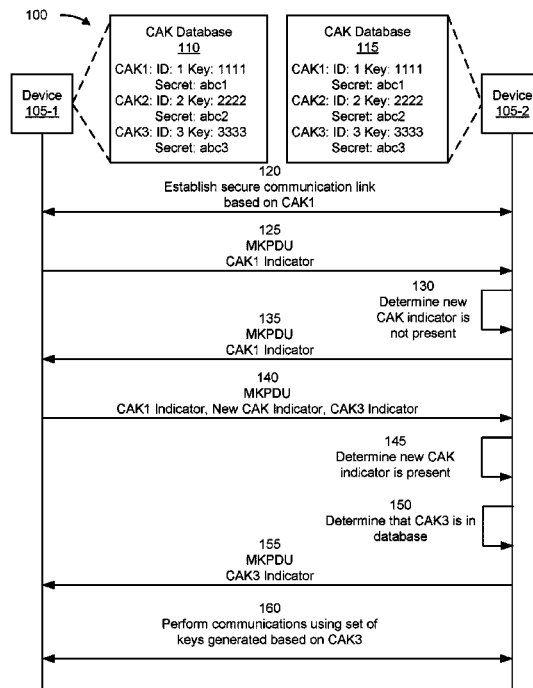 100
CAK Database
110
CAK1: ID: 1 Key: 1111
Secret: abc1
CAK2: ID: 2 Key: 2222
Secret: abc2
CAK3: ID: 3 Key: 3333
Secret: abc3
CAK Database
115
CAK1: ID: 1 Key: 1111
Secret: abc1
CAK2: ID: 2 Key: 2222
Secret: abc2
CAK3: ID: 3 Key: 3333
Secret: abc3
Device
105-1
Device
105-2
120
Establish secure communication link
based on CAK1
125
MKPDU
CAK1 Indicator
130
Determine new
CAK indicator is
not present
135
MKPDU
CAK1 Indicator
140
MKPDU
CAK1 Indicator, New CAK Indicator, CAK3 Indicator
145
Determine new CAK
indicator is present
150
Determine that CAK3 is in
database
155
MKPDU
CAK3 Indicator
160
Perform communications using set of
keys generated based on CAK3